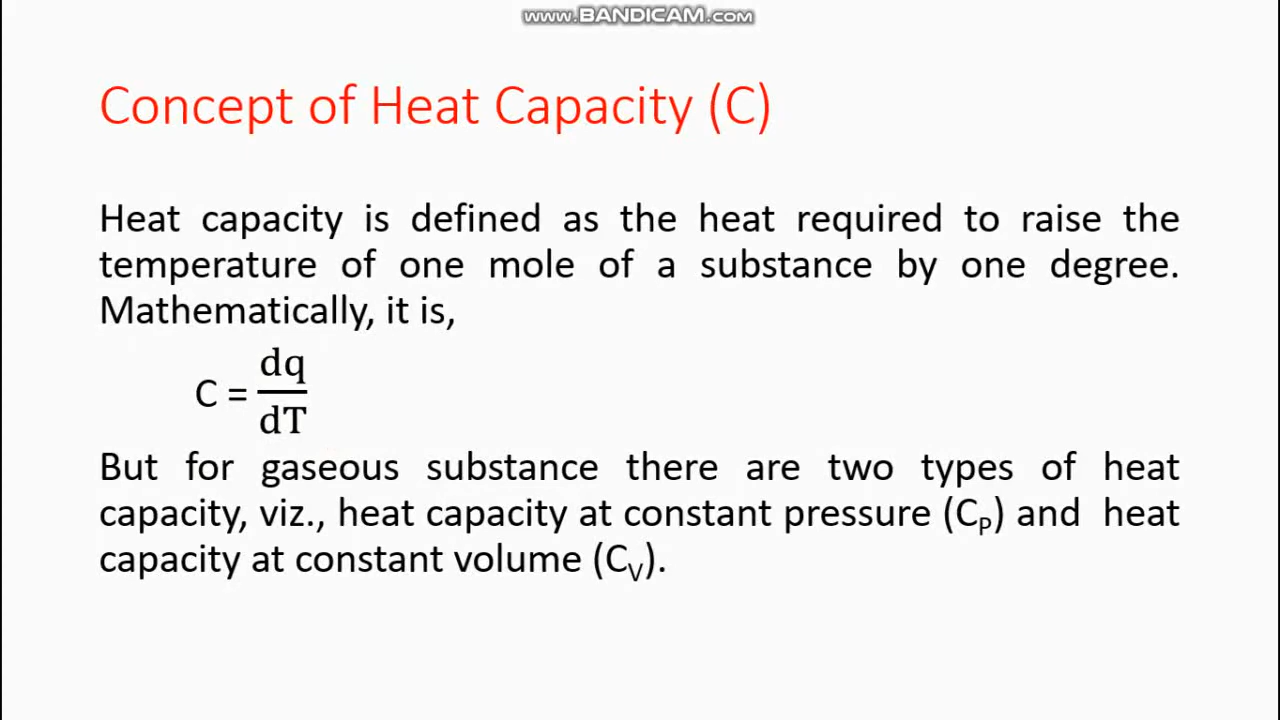 www.BANDICAM.com
Concept of Heat Capacity (C)
Heat capacity is defined as the heat required to raise the
temperature of one mole of a substance by one degree.
Mathematically, it is,
C = dq/dT
But for gaseous substance there are two types of heat
capacity, viz., heat capacity at constant pressure (C_P) and heat
capacity at constant volume (C_V).